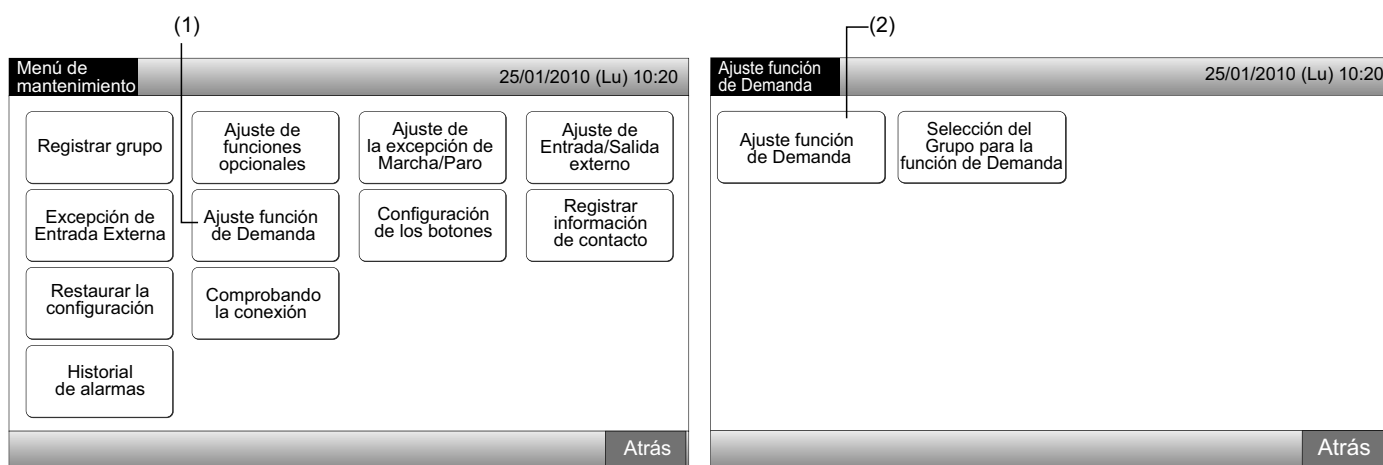 (1)
(2)
Menú de
mantenimiento
25/01/2010 (Lu) 10:20
Registrar grupo
Ajuste de
funciones
opcionales
Ajuste de
la excepción de
Marcha/Paro
Ajuste de
Entrada/Salida
externo
Excepción de
Entrada Externa
Ajuste función
de Demanda
Configuración
de los botones
Registrar
información
de contacto
Restaurar la
configuración
Comprobando
la conexión
Historial
de alarmas
Atrás
Ajuste función
de Demanda
25/01/2010 (Lu) 10:20
Ajuste función
de Demanda
Selección del
Grupo para la
función de Demanda
Atrás